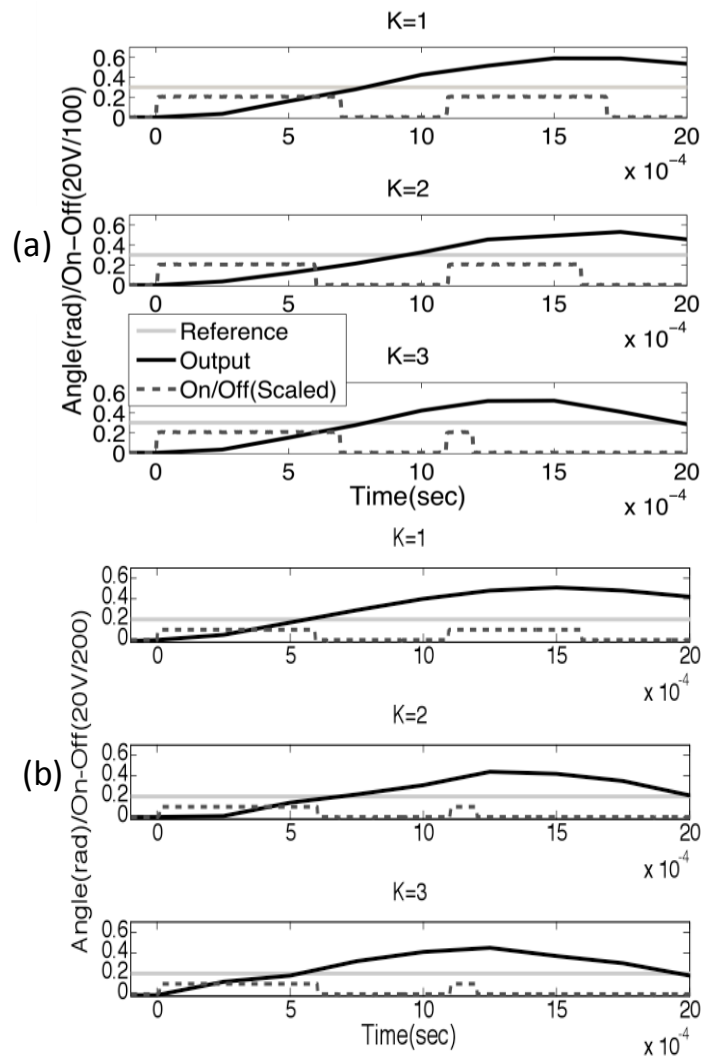 (a)
Angle(rad)/On-Off(20V/100)
K=1
0.6
0.4
0.2
0
0 5 10 15 20
x 10⁻⁴
K=2
0.6
0.4
0.2
0
0 5 10 15 20
x 10⁻⁴
Reference
Output
On/Off(Scaled)
K=3
0.6
0.4
0.2
0
0 5 10 15 20
Time(sec)
x 10⁻⁴
(b)
Angle(rad)/On-Off(20V/200)
K=1
0.6
0.4
0.2
0
0 5 10 15 20
x 10⁻⁴
K=2
0.6
0.4
0.2
0
0 5 10 15 20
x 10⁻⁴
K=3
0.6
0.4
0.2
0
0 5 10 15 20
Time(sec)
x 10⁻⁴